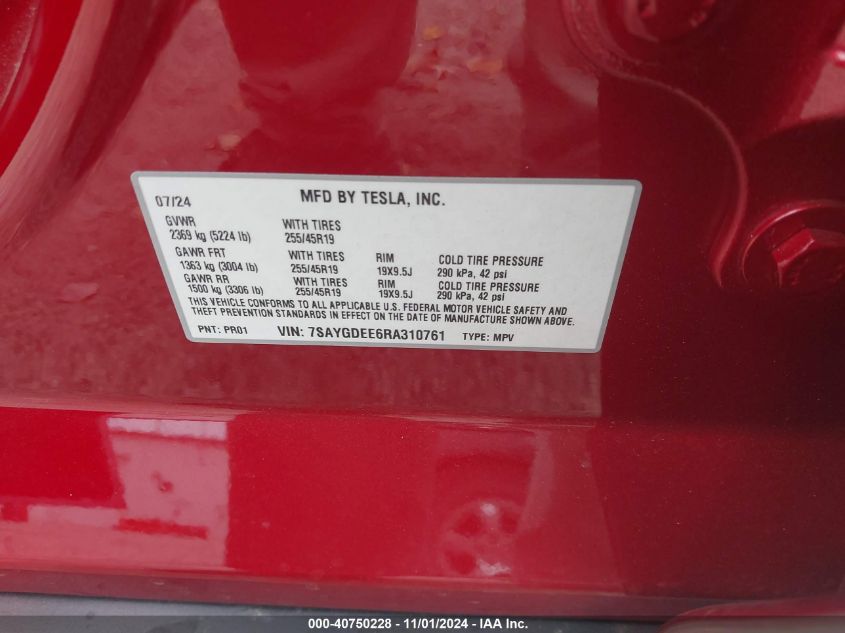 07/24 MFD BY TESLA, INC.
GVWR WITH TIRES
2369 kg (5224 lb) 255/45R19
GAWR FRT WITH TIRES RIM COLD TIRE PRESSURE
1363 kg (3004 lb) 255/45R19 19X9.5J 290 kPa, 42 psi
GAWR RR WITH TIRES RIM COLD TIRE PRESSURE
1500 kg (3306 lb) 255/45R19 19X9.5J 290 kPa, 42 psi
THIS VEHICLE CONFORMS TO ALL APPLICABLE U.S. FEDERAL MOTOR VEHICLE SAFETY AND
THEFT PREVENTION STANDARDS IN EFFECT ON THE DATE OF MANUFACTURE SHOWN ABOVE.
PNT: PR01 VIN: 7SAYGDEE6RA310761 TYPE: MPV
000-40750228 - 11/01/2024 - IAA Inc.